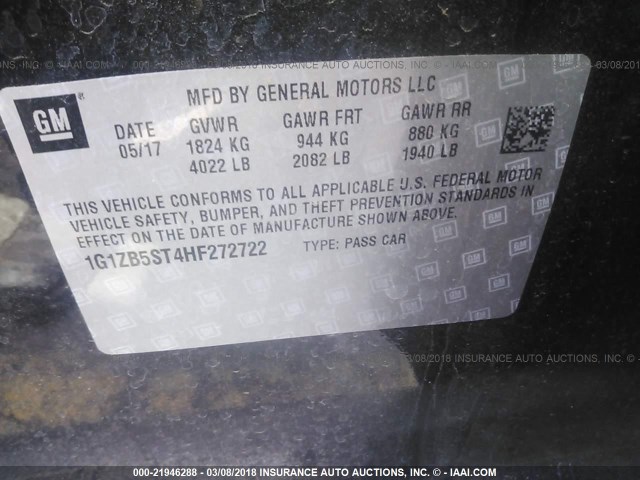 MFD BY GENERAL MOTORS LLC
GM
DATE GVWR GAWR FRT GAWR RR
05/17 1824 KG 944 KG 880 KG
4022 LB 2082 LB 1940 LB
THIS VEHICLE CONFORMS TO ALL APPLICABLE U.S. FEDERAL MOTOR
VEHICLE SAFETY, BUMPER, AND THEFT PREVENTION STANDARDS IN
EFFECT ON THE DATE OF MANUFACTURE SHOWN ABOVE.
1G1ZB5ST4HF272722 TYPE: PASS CAR
000-21946288 - 03/08/2018 INSURANCE AUTO AUCTIONS, INC. - IAAI.COM